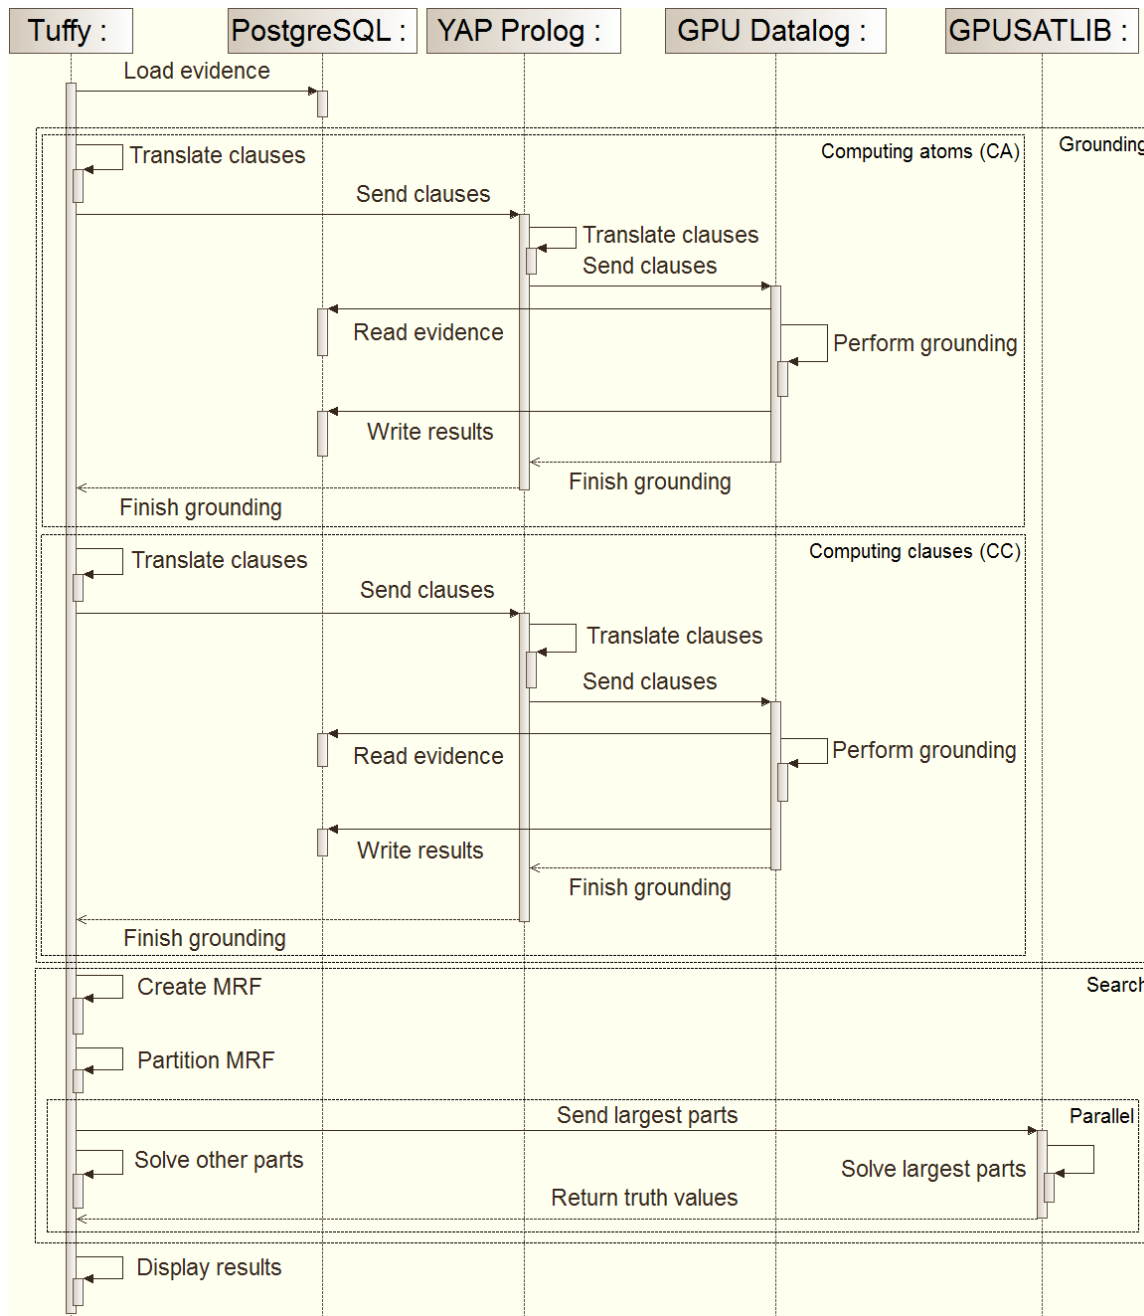 Tuffy :
PostgreSQL :
YAP Prolog :
GPU Datalog :
GPUSATLIB :
Load evidence
Grounding
Computing atoms (CA)
Translate clauses
Send clauses
Translate clauses
Send clauses
Read evidence
Perform grounding
Write results
Finish grounding
Finish grounding
Computing clauses (CC)
Translate clauses
Send clauses
Translate clauses
Send clauses
Read evidence
Perform grounding
Write results
Finish grounding
Finish grounding
Search
Create MRF
Partition MRF
Parallel
Send largest parts
Solve other parts
Solve largest parts
Return truth values
Display results